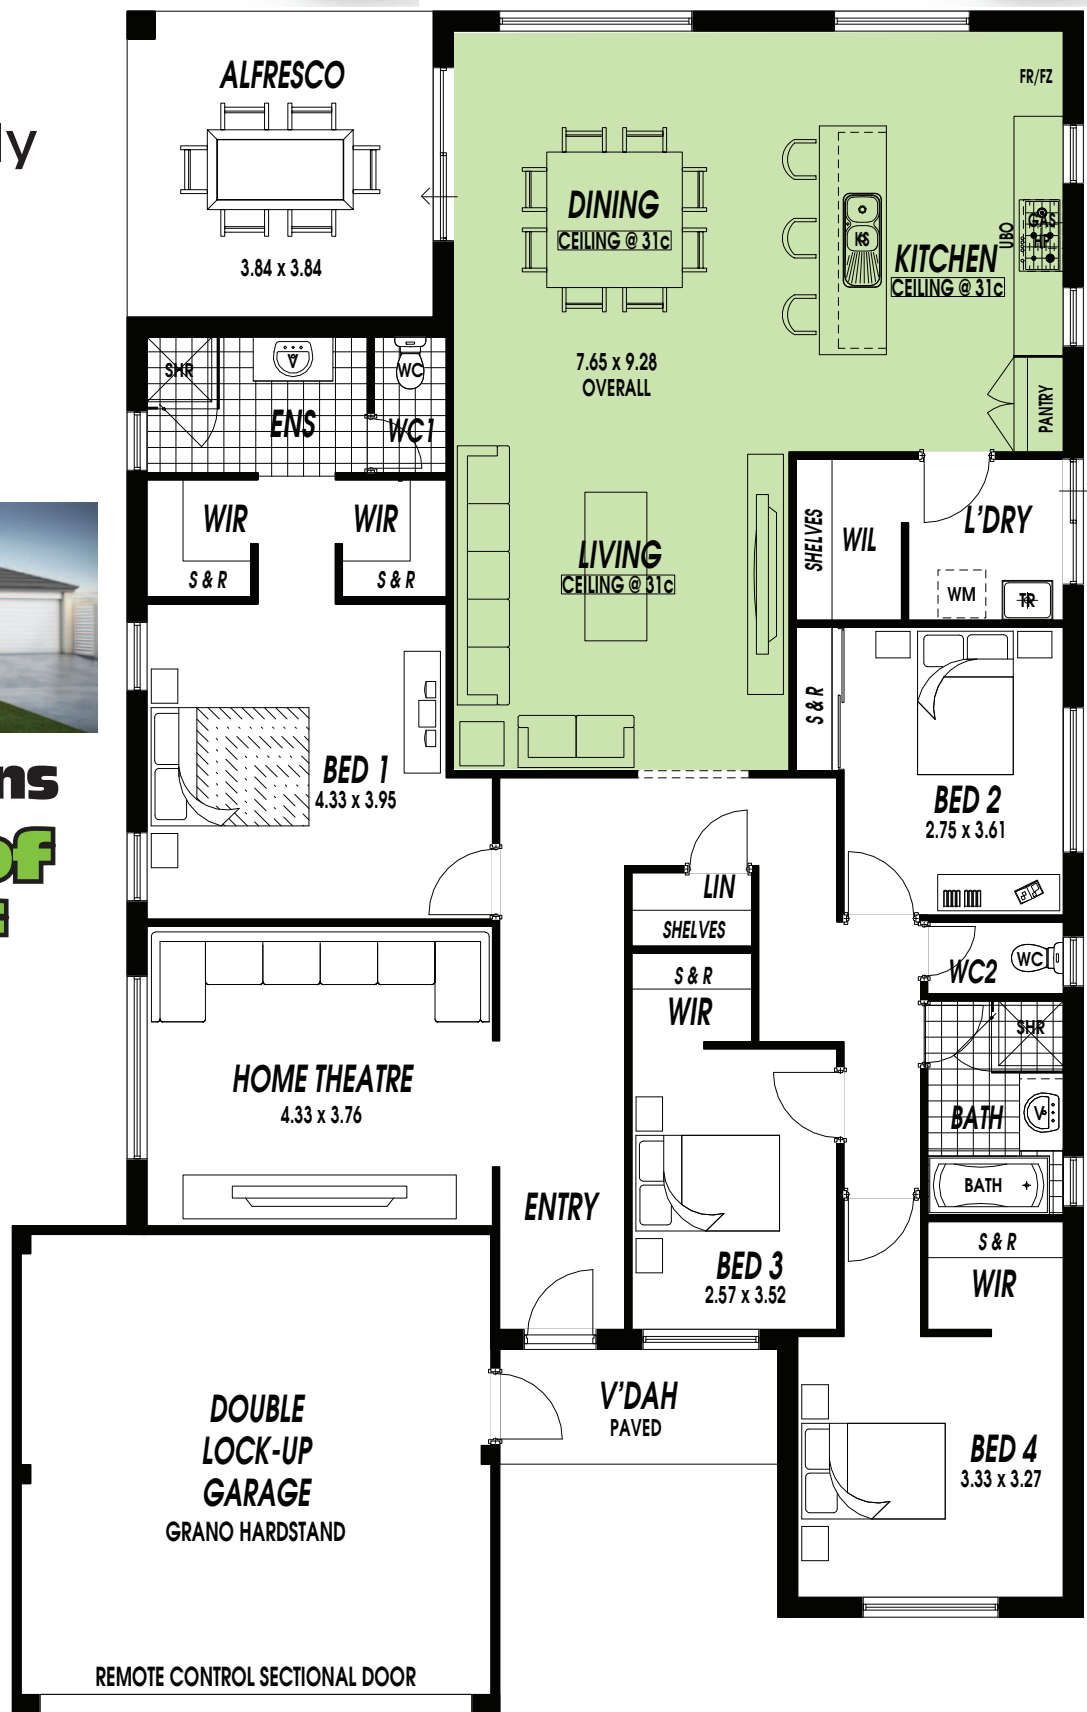 ALFRESCO
3.84 x 3.84
ly
FR/FZ
DINING
CEILING @ 31c
KS
KITCHEN
CEILING @ 31c
UBO
GAS
HP
7.65 x 9.28
OVERALL
PANTRY
SHR
V
WC
ENS
WC1
WIR
S & R
WIR
S & R
LIVING
CEILING @ 31c
SHELVES
WIL
L'DRY
WM
TR
S & R
BED 1
4.33 x 3.95
BED 2
2.75 x 3.61
ns
of
LIN
SHELVES
S & R
WIR
WC2
WC
SHR
BATH
V
BATH
HOME THEATRE
4.33 x 3.76
ENTRY
BED 3
2.57 x 3.52
S & R
WIR
V'DAH
PAVED
BED 4
3.33 x 3.27
DOUBLE
LOCK-UP
GARAGE
GRANO HARDSTAND
REMOTE CONTROL SECTIONAL DOOR